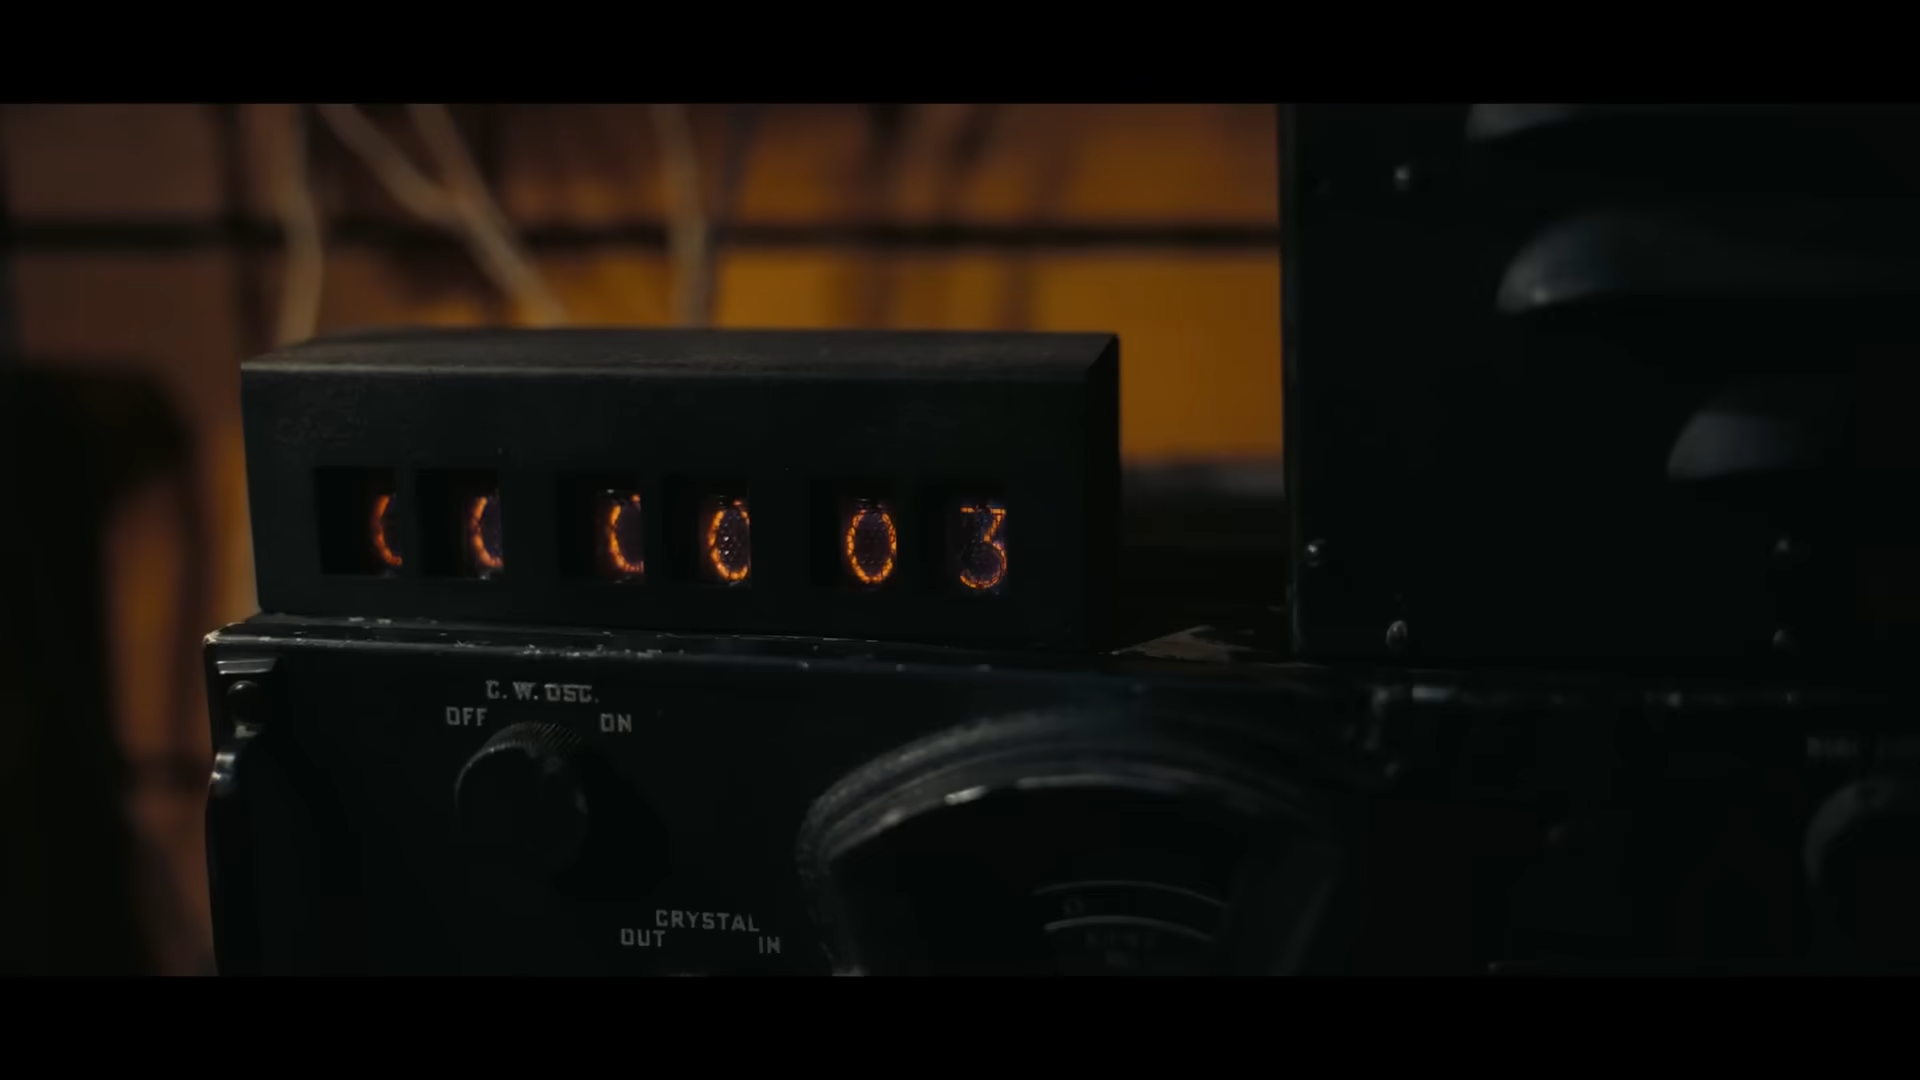 000003
C.W. OSC.
OFF ON
CRYSTAL
OUT IN